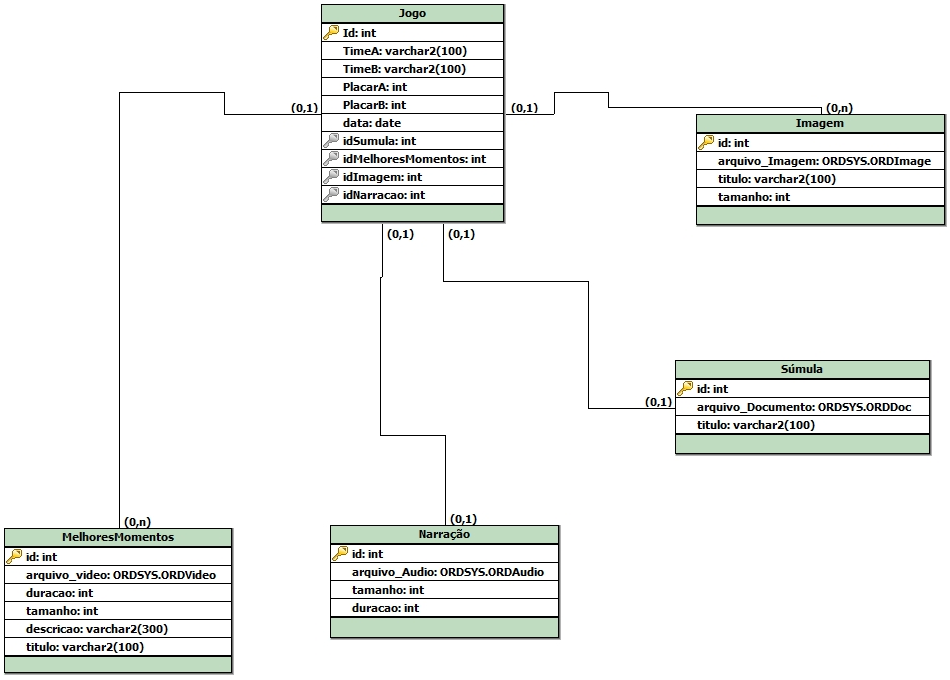 Jogo
Id: int
TimeA: varchar2(100)
TimeB: varchar2(100)
PlacarA: int
PlacarB: int
data: date
idSumula: int
idMelhoresMomentos: int
idImagem: int
idNarracao: int
(0,1)
(0,1)
(0,n)
Imagem
id: int
arquivo_Imagem: ORDSYS.ORDImage
titulo: varchar2(100)
tamanho: int
(0,1)
(0,1)
Súmula
id: int
arquivo_Documento: ORDSYS.ORDDoc
titulo: varchar2(100)
(0,1)
(0,n)
MelhoresMomentos
id: int
arquivo_video: ORDSYS.ORDVideo
duracao: int
tamanho: int
descricao: varchar2(300)
titulo: varchar2(100)
(0,1)
Narração
id: int
arquivo_Audio: ORDSYS.ORDAudio
tamanho: int
duracao: int